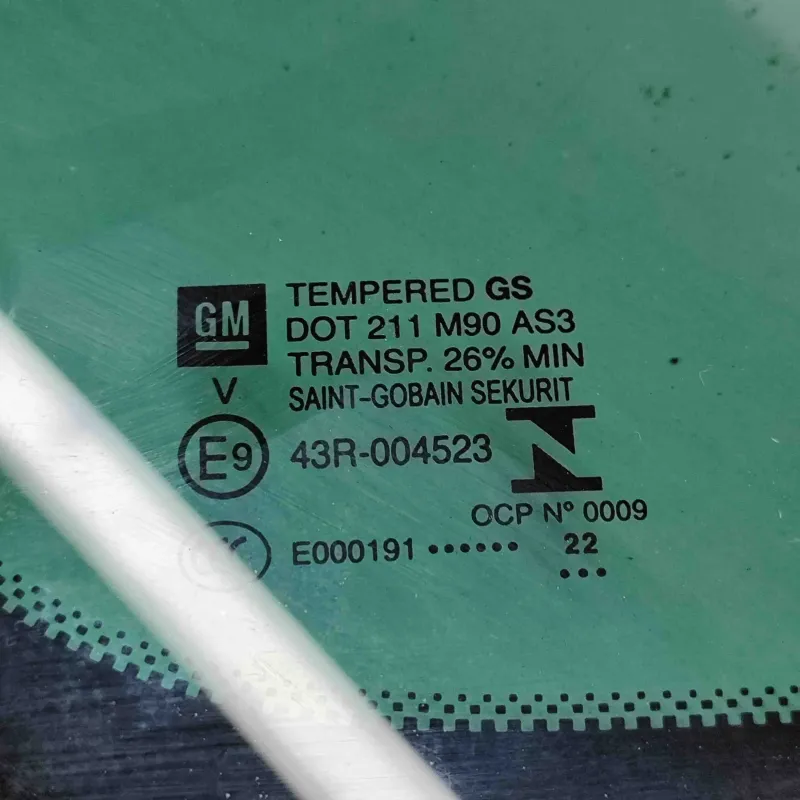 GM
TEMPERED GS
DOT 211 M90 AS3
TRANSP. 26% MIN
V
SAINT-GOBAIN SEKURIT
E9
43R-004523
OCP Nº 0009
E000191 •••••• 22
•••